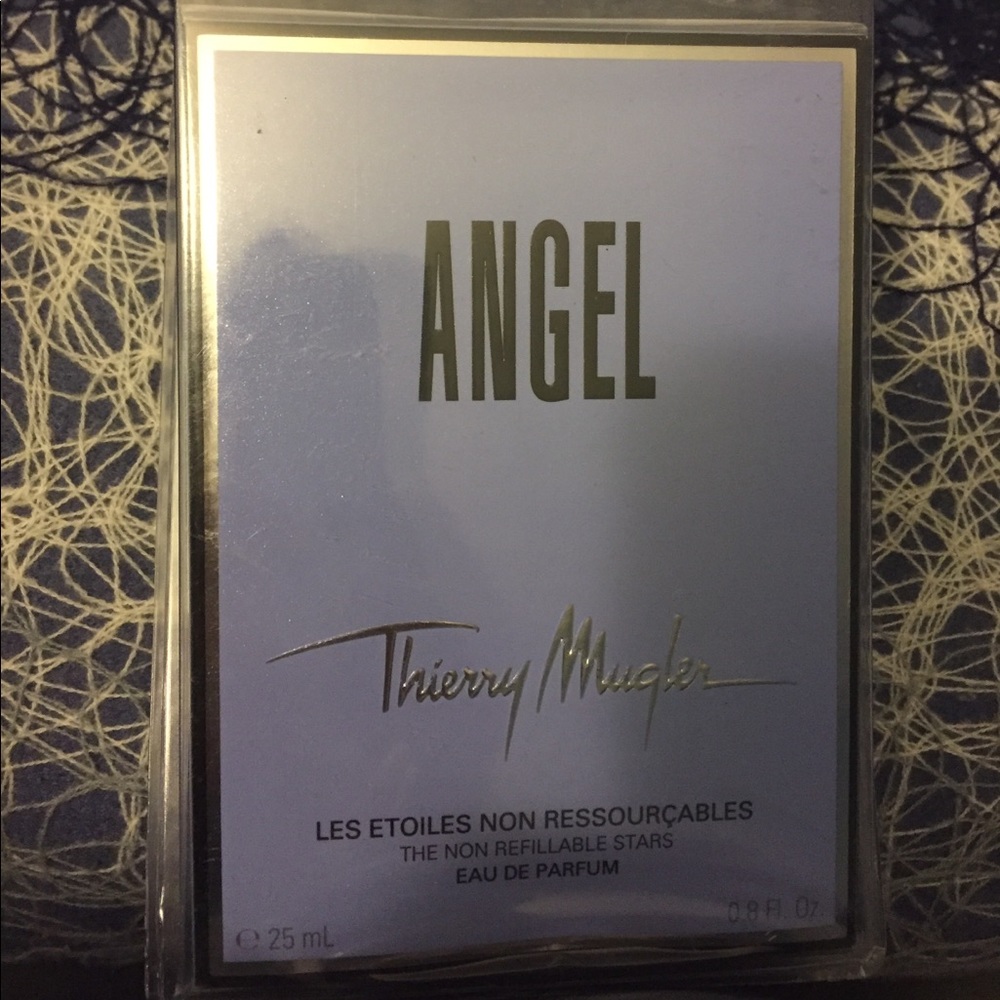 ANGEL
Thierry Mugler
LES ETOILES NON RESSOURÇABLES
THE NON REFILLABLE STARS
EAU DE PARFUM
0.8 Fl. Oz.
℮ 25 mL